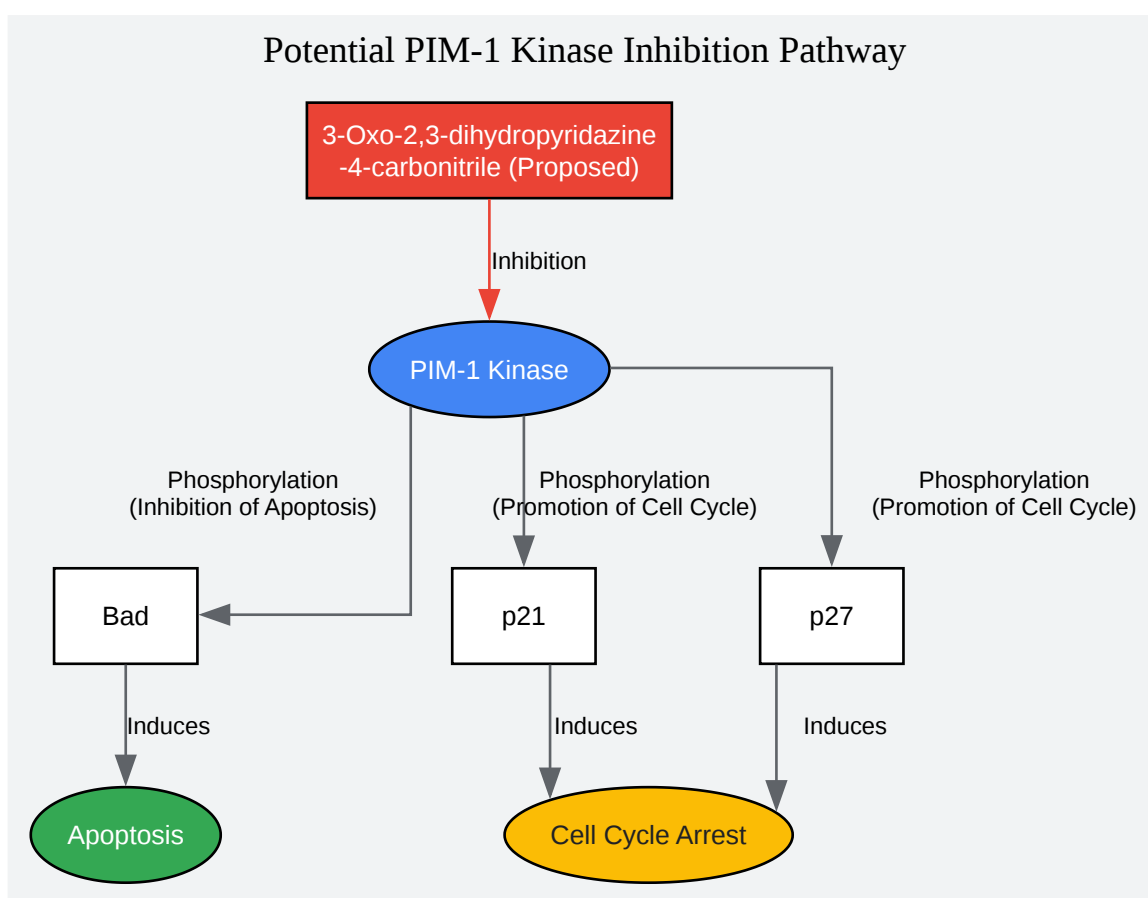 Potential PIM-1 Kinase Inhibition Pathway
3-Oxo-2,3-dihydropyridazine
-4-carbonitrile (Proposed)
Inhibition
PIM-1 Kinase
Phosphorylation
(Inhibition of Apoptosis)
Phosphorylation
(Promotion of Cell Cycle)
Phosphorylation
(Promotion of Cell Cycle)
Bad
p21
p27
Induces
Induces
Induces
Apoptosis
Cell Cycle Arrest